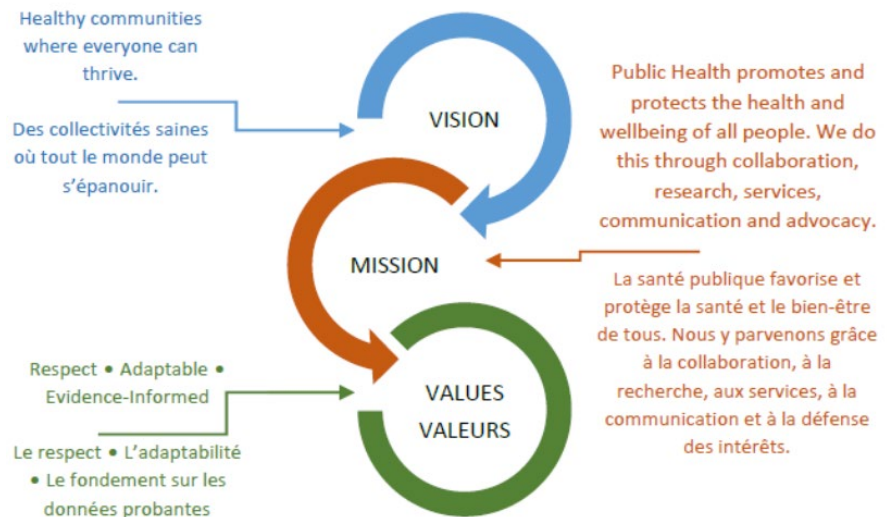 Healthy communities
where everyone can
thrive.
Des collectivités saines
où tout le monde peut
s'épanouir.
VISION
Public Health promotes and
protects the health and
wellbeing of all people. We do
this through collaboration,
research, services,
communication and advocacy.
MISSION
La santé publique favorise et
protège la santé et le bien-être
de tous. Nous y parvenons grâce
à la collaboration, à la
recherche, aux services, à la
communication et à la défense
des intérêts.
Respect • Adaptable •
Evidence-Informed
Le respect • L'adaptabilité
• Le fondement sur les
données probantes
VALUES
VALEURS